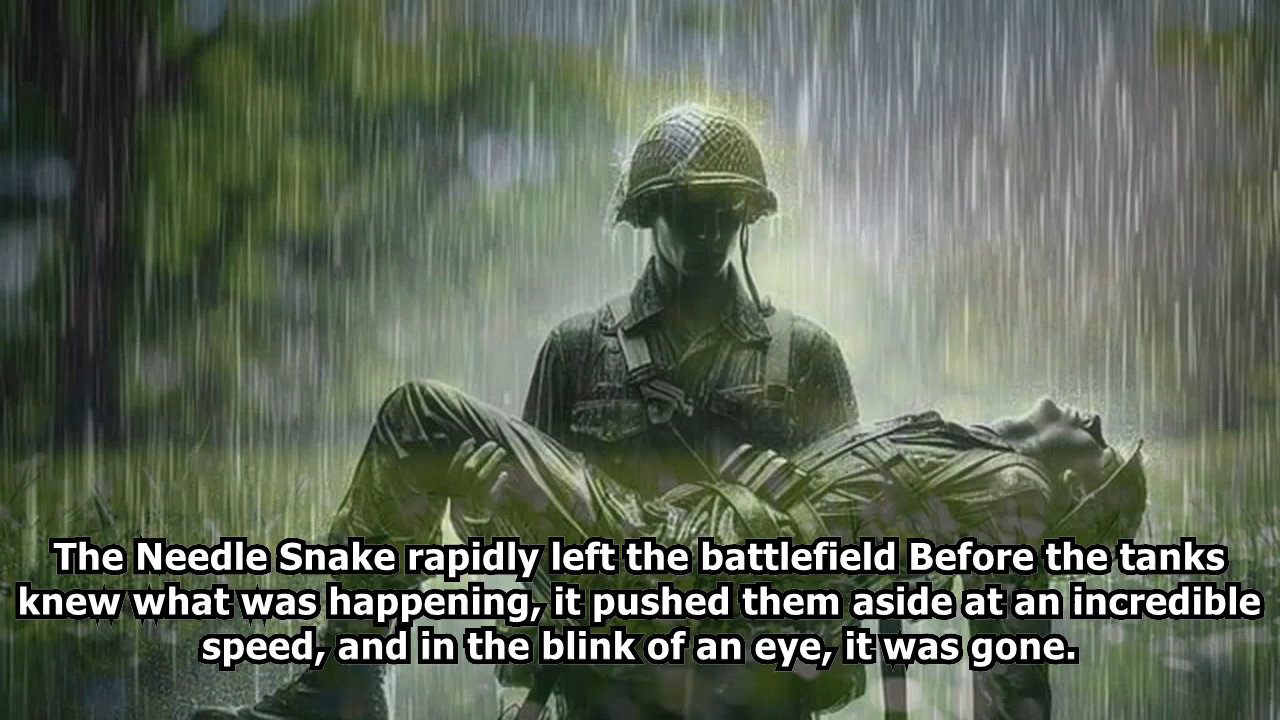 The Needle Snake rapidly left the battlefield Before the tanks
knew what was happening, it pushed them aside at an incredible
speed, and in the blink of an eye, it was gone.